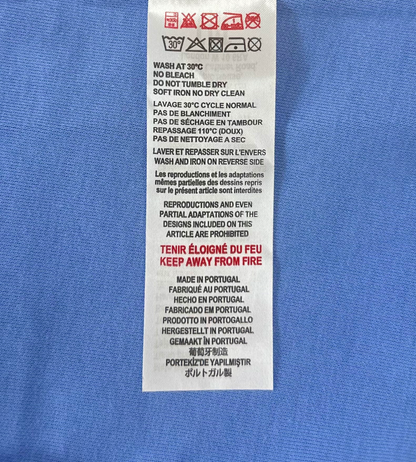 30°
WASH AT 30°C
NO BLEACH
DO NOT TUMBLE DRY
SOFT IRON NO DRY CLEAN
LAVAGE 30°C CYCLE NORMAL
PAS DE BLANCHIMENT
PAS DE SÉCHAGE EN TAMBOUR
REPASSAGE 110°C (DOUX)
PAS DE NETTOYAGE A SEC
LAVER ET REPASSER SUR L'ENVERS
WASH AND IRON ON REVERSE SIDE
Les reproductions et les adaptations
mêmes partielles des dessins repris
sur le présent article sont interdites
REPRODUCTIONS AND EVEN
PARTIAL ADAPTATIONS OF THE
DESIGNS INCLUDED ON THIS
ARTICLE ARE PROHIBITED
TENIR ÉLOIGNÉ DU FEU
KEEP AWAY FROM FIRE
MADE IN PORTUGAL
FABRIQUÉ AU PORTUGAL
HECHO EN PORTUGAL
FABRICADO EM PORTUGAL
PRODOTTO IN PORTOGALLO
HERGESTELLT IN PORTUGAL
GEMAAKT ÎN PORTUGAL
葡萄牙制造
PORTEKİZ'DE YAPILMIŞTIR
ポルトガル製